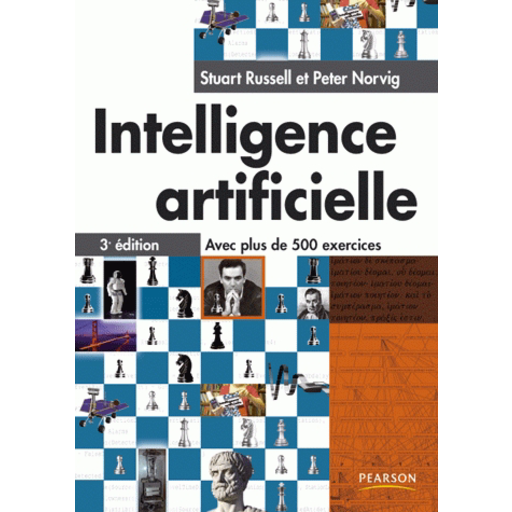 Stuart Russell et Peter Norvig
Intelligence
artificielle
3e édition
Avec plus de 500 exercices
PEARSON